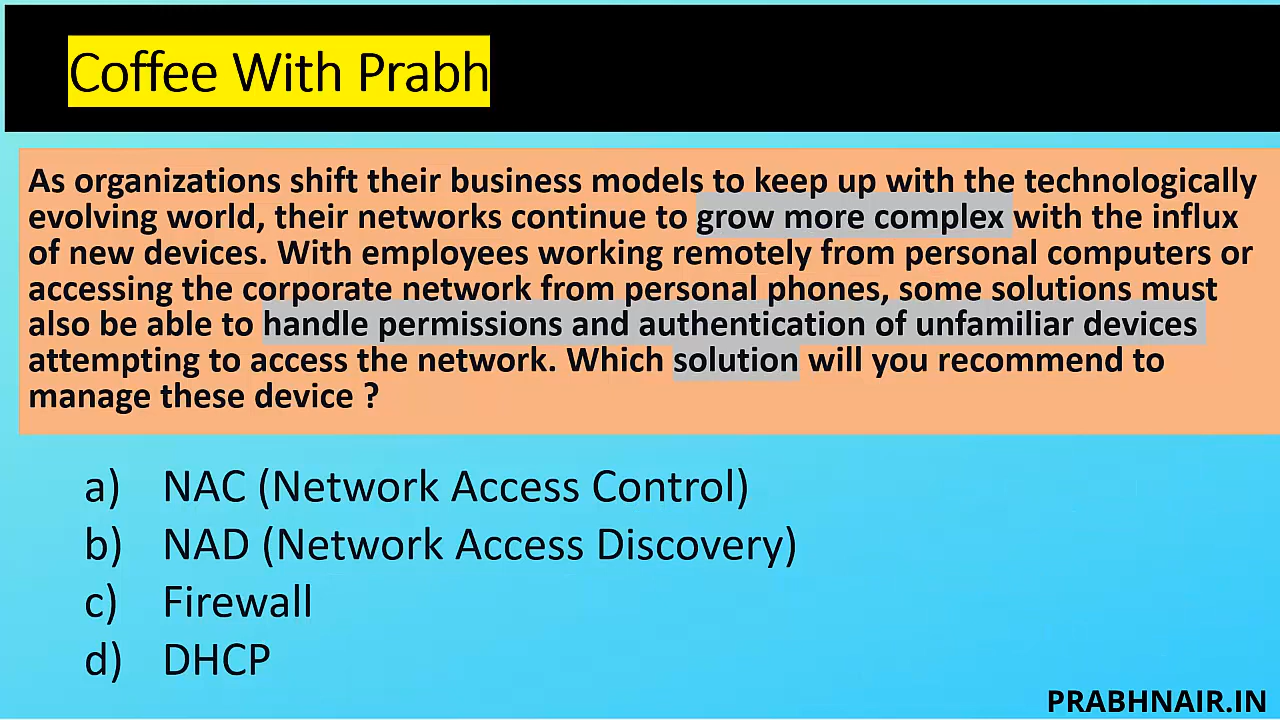 Coffee With Prabh
As organizations shift their business models to keep up with the technologically
evolving world, their networks continue to grow more complex with the influx
of new devices. With employees working remotely from personal computers or
accessing the corporate network from personal phones, some solutions must
also be able to handle permissions and authentication of unfamiliar devices
attempting to access the network. Which solution will you recommend to
manage these device ?
a) NAC (Network Access Control)
b) NAD (Network Access Discovery)
c) Firewall
d) DHCP
PRABHNAIR.IN